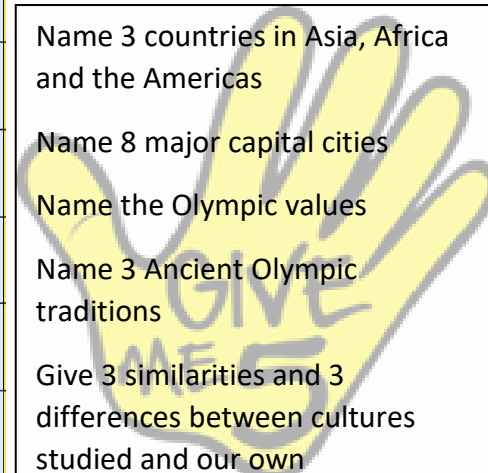 Name 3 countries in Asia, Africa
and the Americas
Name 8 major capital cities
Name the Olympic values
Name 3 Ancient Olympic
traditions
GIVE
ME 5
Give 3 similarities and 3
differences between cultures
studied and our own